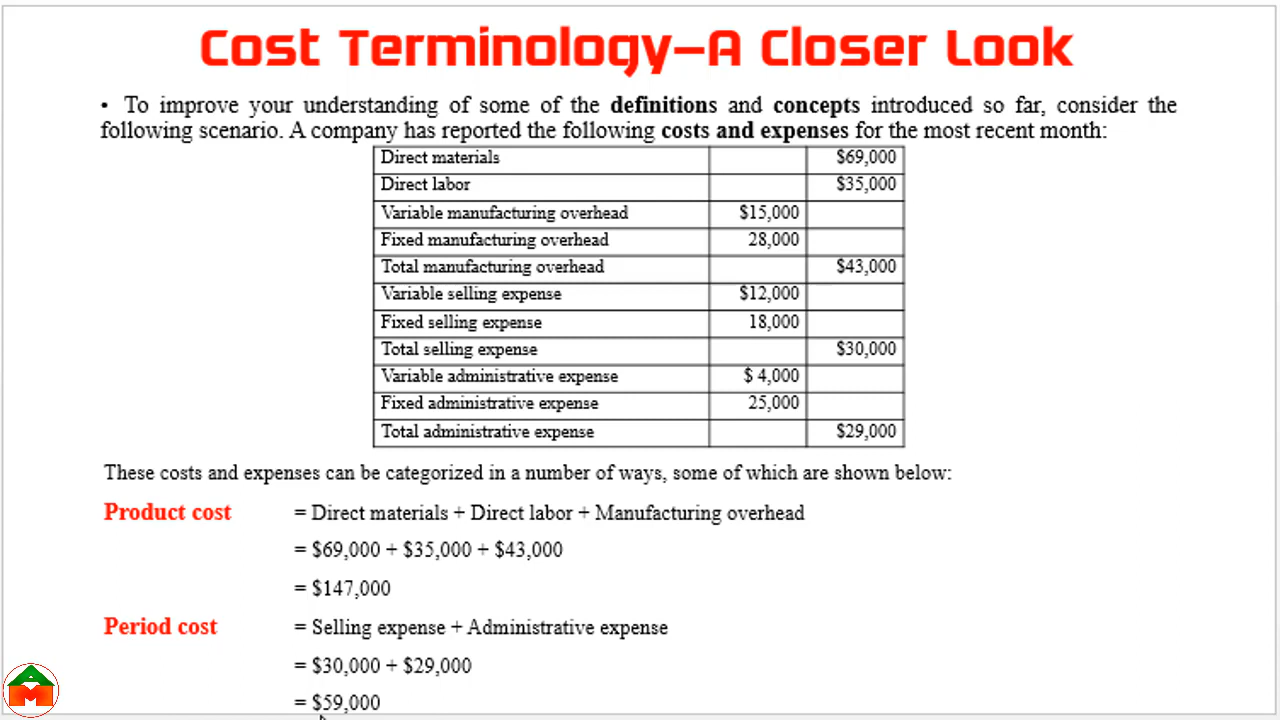 Cost Terminology–A Closer Look
• To improve your understanding of some of the definitions and concepts introduced so far, consider the
following scenario. A company has reported the following costs and expenses for the most recent month:
Direct materials $69,000
Direct labor $35,000
Variable manufacturing overhead $15,000
Fixed manufacturing overhead 28,000
Total manufacturing overhead $43,000
Variable selling expense $12,000
Fixed selling expense 18,000
Total selling expense $30,000
Variable administrative expense $ 4,000
Fixed administrative expense 25,000
Total administrative expense $29,000
These costs and expenses can be categorized in a number of ways, some of which are shown below:
Product cost = Direct materials + Direct labor + Manufacturing overhead
= $69,000 + $35,000 + $43,000
= $147,000
Period cost = Selling expense + Administrative expense
= $30,000 + $29,000
= $59,000